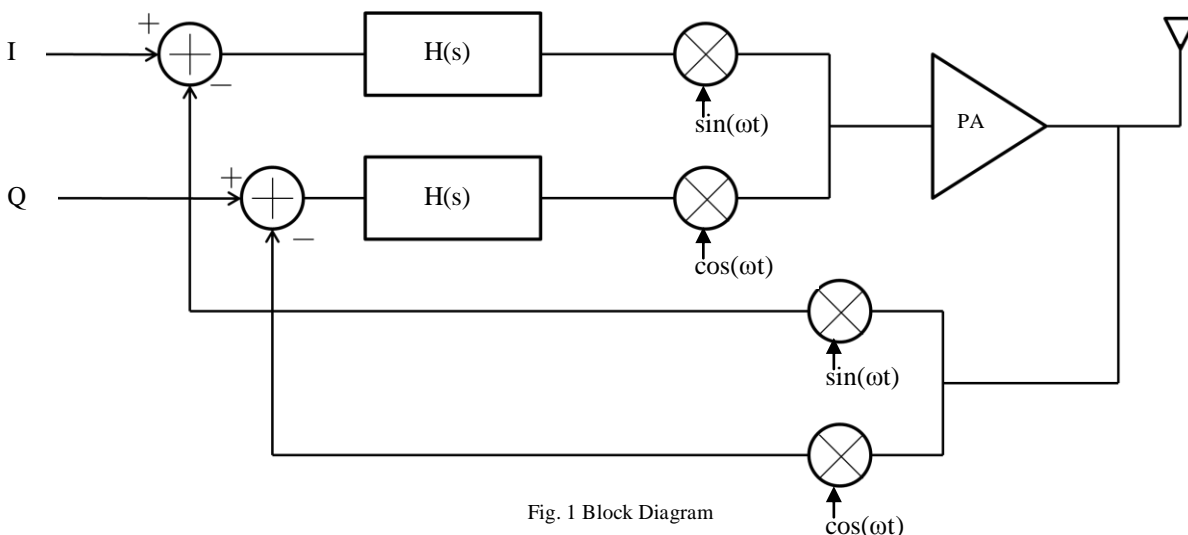 I
+
−
H(s)
sin(ωt)
PA
Q
+
−
H(s)
cos(ωt)
sin(ωt)
cos(ωt)
Fig. 1 Block Diagram